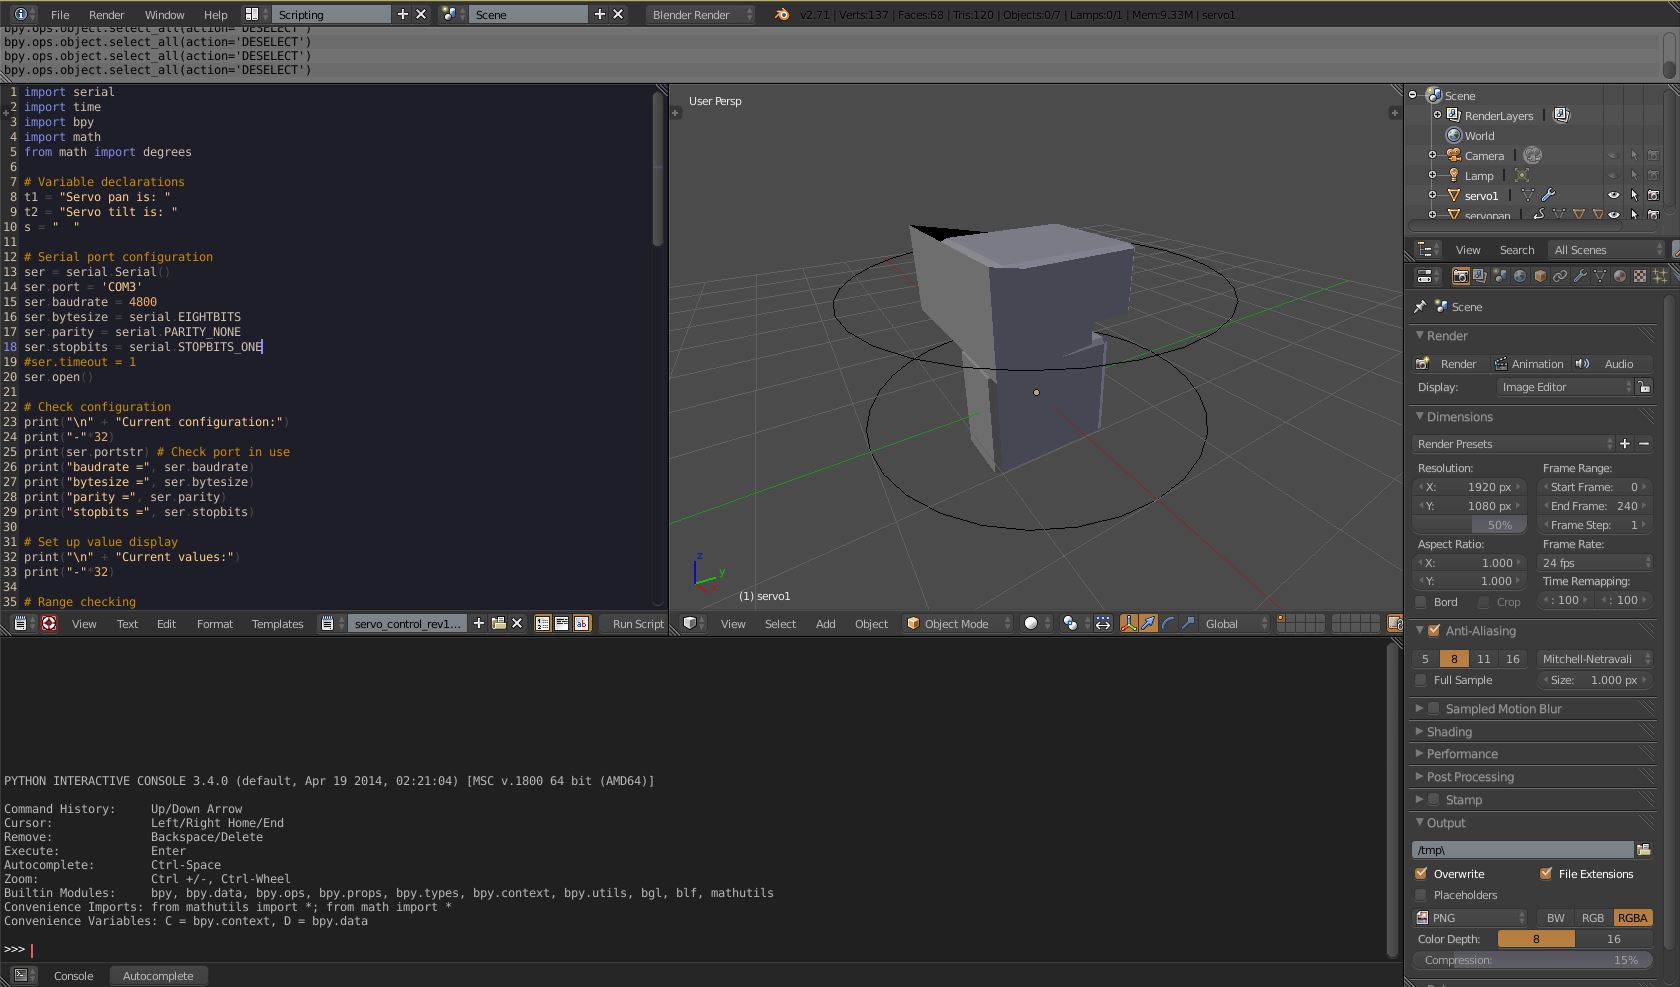 File Render Window Help Scripting Scene Blender Render v2.71 | Verts:137 | Faces:68 | Tris:120 | Objects:0/7 | Lamps:0/1 | Mem:9.33M | servo1
bpy.ops.object.select_all(action='DESELECT')
bpy.ops.object.select_all(action='DESELECT')
bpy.ops.object.select_all(action='DESELECT')
bpy.ops.object.select_all(action='DESELECT')
1 import serial
2 import time
3 import bpy
4 import math
5 from math import degrees
6
7 # Variable declarations
8 t1 = "Servo pan is: "
9 t2 = "Servo tilt is: "
10 s = "  "
11
12 # Serial port configuration
13 ser = serial.Serial()
14 ser.port = 'COM3'
15 ser.baudrate = 4800
16 ser.bytesize = serial.EIGHTBITS
17 ser.parity = serial.PARITY_NONE
18 ser.stopbits = serial.STOPBITS_ONE
19 #ser.timeout = 1
20 ser.open()
21
22 # Check configuration
23 print("\n" + "Current configuration:")
24 print("-"*32)
25 print(ser.portstr) # Check port in use
26 print("baudrate =", ser.baudrate)
27 print("bytesize =", ser.bytesize)
28 print("parity =", ser.parity)
29 print("stopbits =", ser.stopbits)
30
31 # Set up value display
32 print("\n" + "Current values:")
33 print("-"*32)
34
35 # Range checking
View Text Edit Format Templates servo_control_rev1... Run Script
User Persp
z
y
x
(1) servo1
View Select Add Object Object Mode Global
PYTHON INTERACTIVE CONSOLE 3.4.0 (default, Apr 19 2014, 02:21:04) [MSC v.1800 64 bit (AMD64)]
Command History: Up/Down Arrow
Cursor: Left/Right Home/End
Remove: Backspace/Delete
Execute: Enter
Autocomplete: Ctrl-Space
Zoom: Ctrl +/-, Ctrl-Wheel
Builtin Modules: bpy, bpy.data, bpy.ops, bpy.props, bpy.types, bpy.context, bpy.utils, bgl, blf, mathutils
Convenience Imports: from mathutils import *; from math import *
Convenience Variables: C = bpy.context, D = bpy.data
>>>
Console Autocomplete
Scene
RenderLayers
World
Camera
Lamp
servo1
servopan
View Search All Scenes
Scene
Render
Render Animation Audio
Display: Image Editor
Dimensions
Render Presets
Resolution: Frame Range:
X: 1920 px Start Frame: 0
Y: 1080 px End Frame: 240
50% Frame Step: 1
Aspect Ratio: Frame Rate:
X: 1.000 24 fps
Y: 1.000 Time Remapping:
Bord Crop : 100 : 100
Anti-Aliasing
5 8 11 16 Mitchell-Netravali
Full Sample Size: 1.000 px
Sampled Motion Blur
Shading
Performance
Post Processing
Stamp
Output
/tmp\
Overwrite File Extensions
Placeholders
PNG BW RGB RGBA
Color Depth: 8 16
Compression: 15%